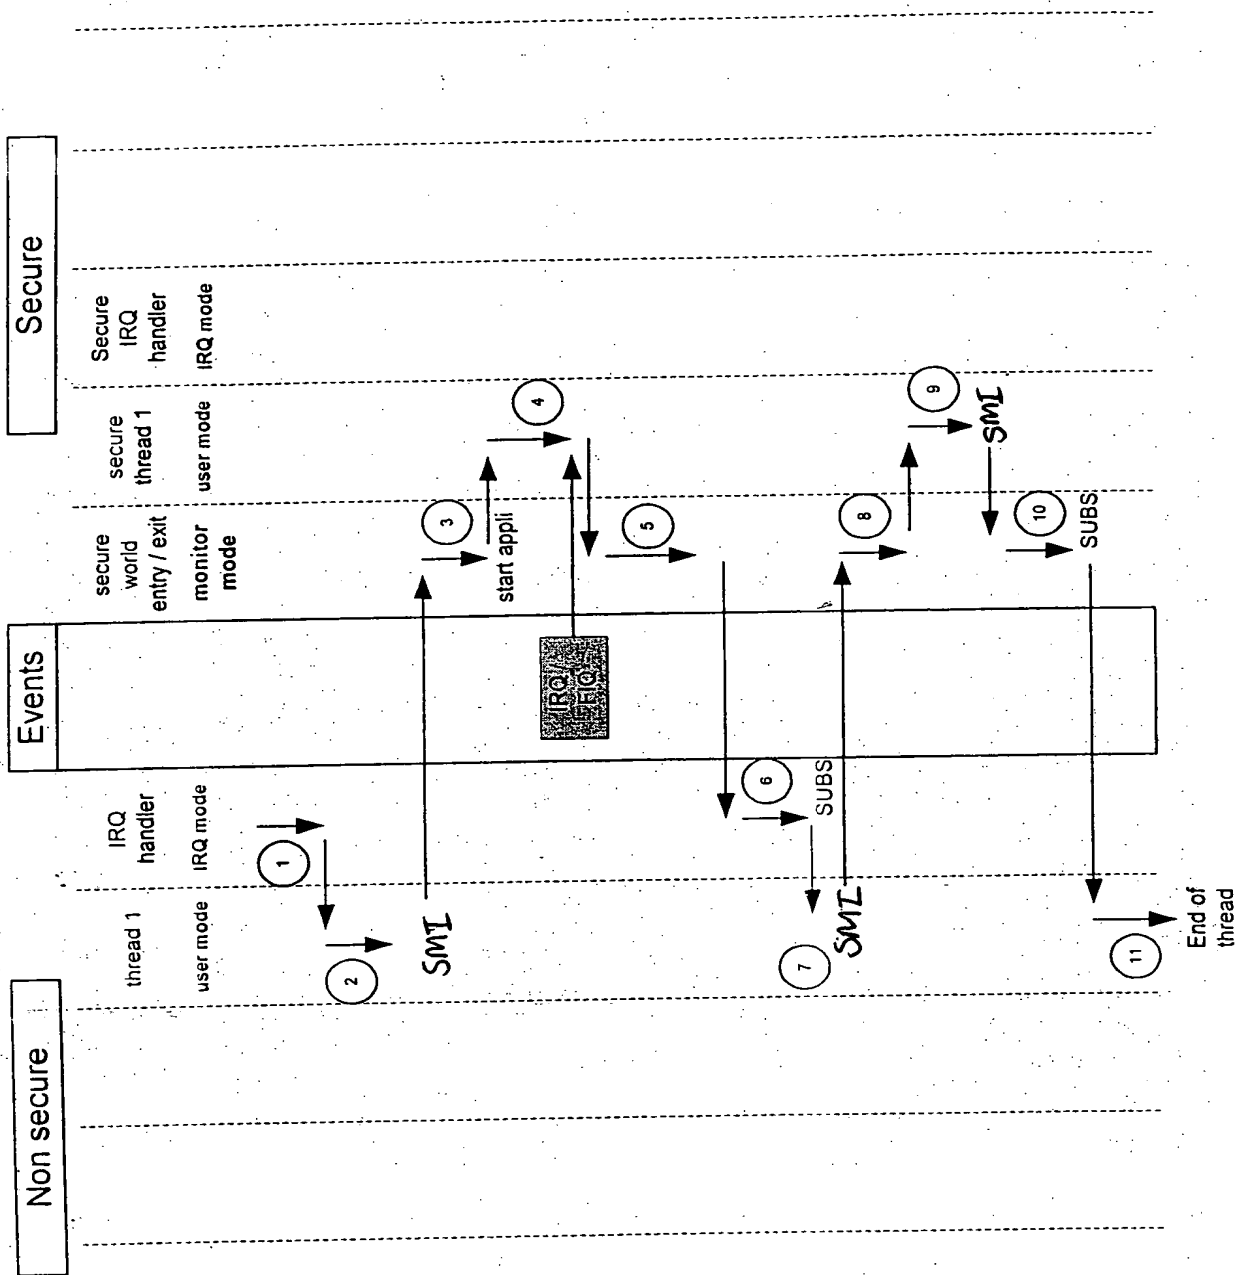 Non secure
Events
Secure
thread 1
user mode
IRQ
handler
IRQ mode
secure
world
entry / exit
monitor
mode
secure
thread 1
user mode
Secure
IRQ
handler
IRQ mode
1
2
SMI
3
start appli
4
IRQ /
FIQ
5
6
SUBS
7
SMI
8
9
SMI
10
SUBS
11
End of
thread